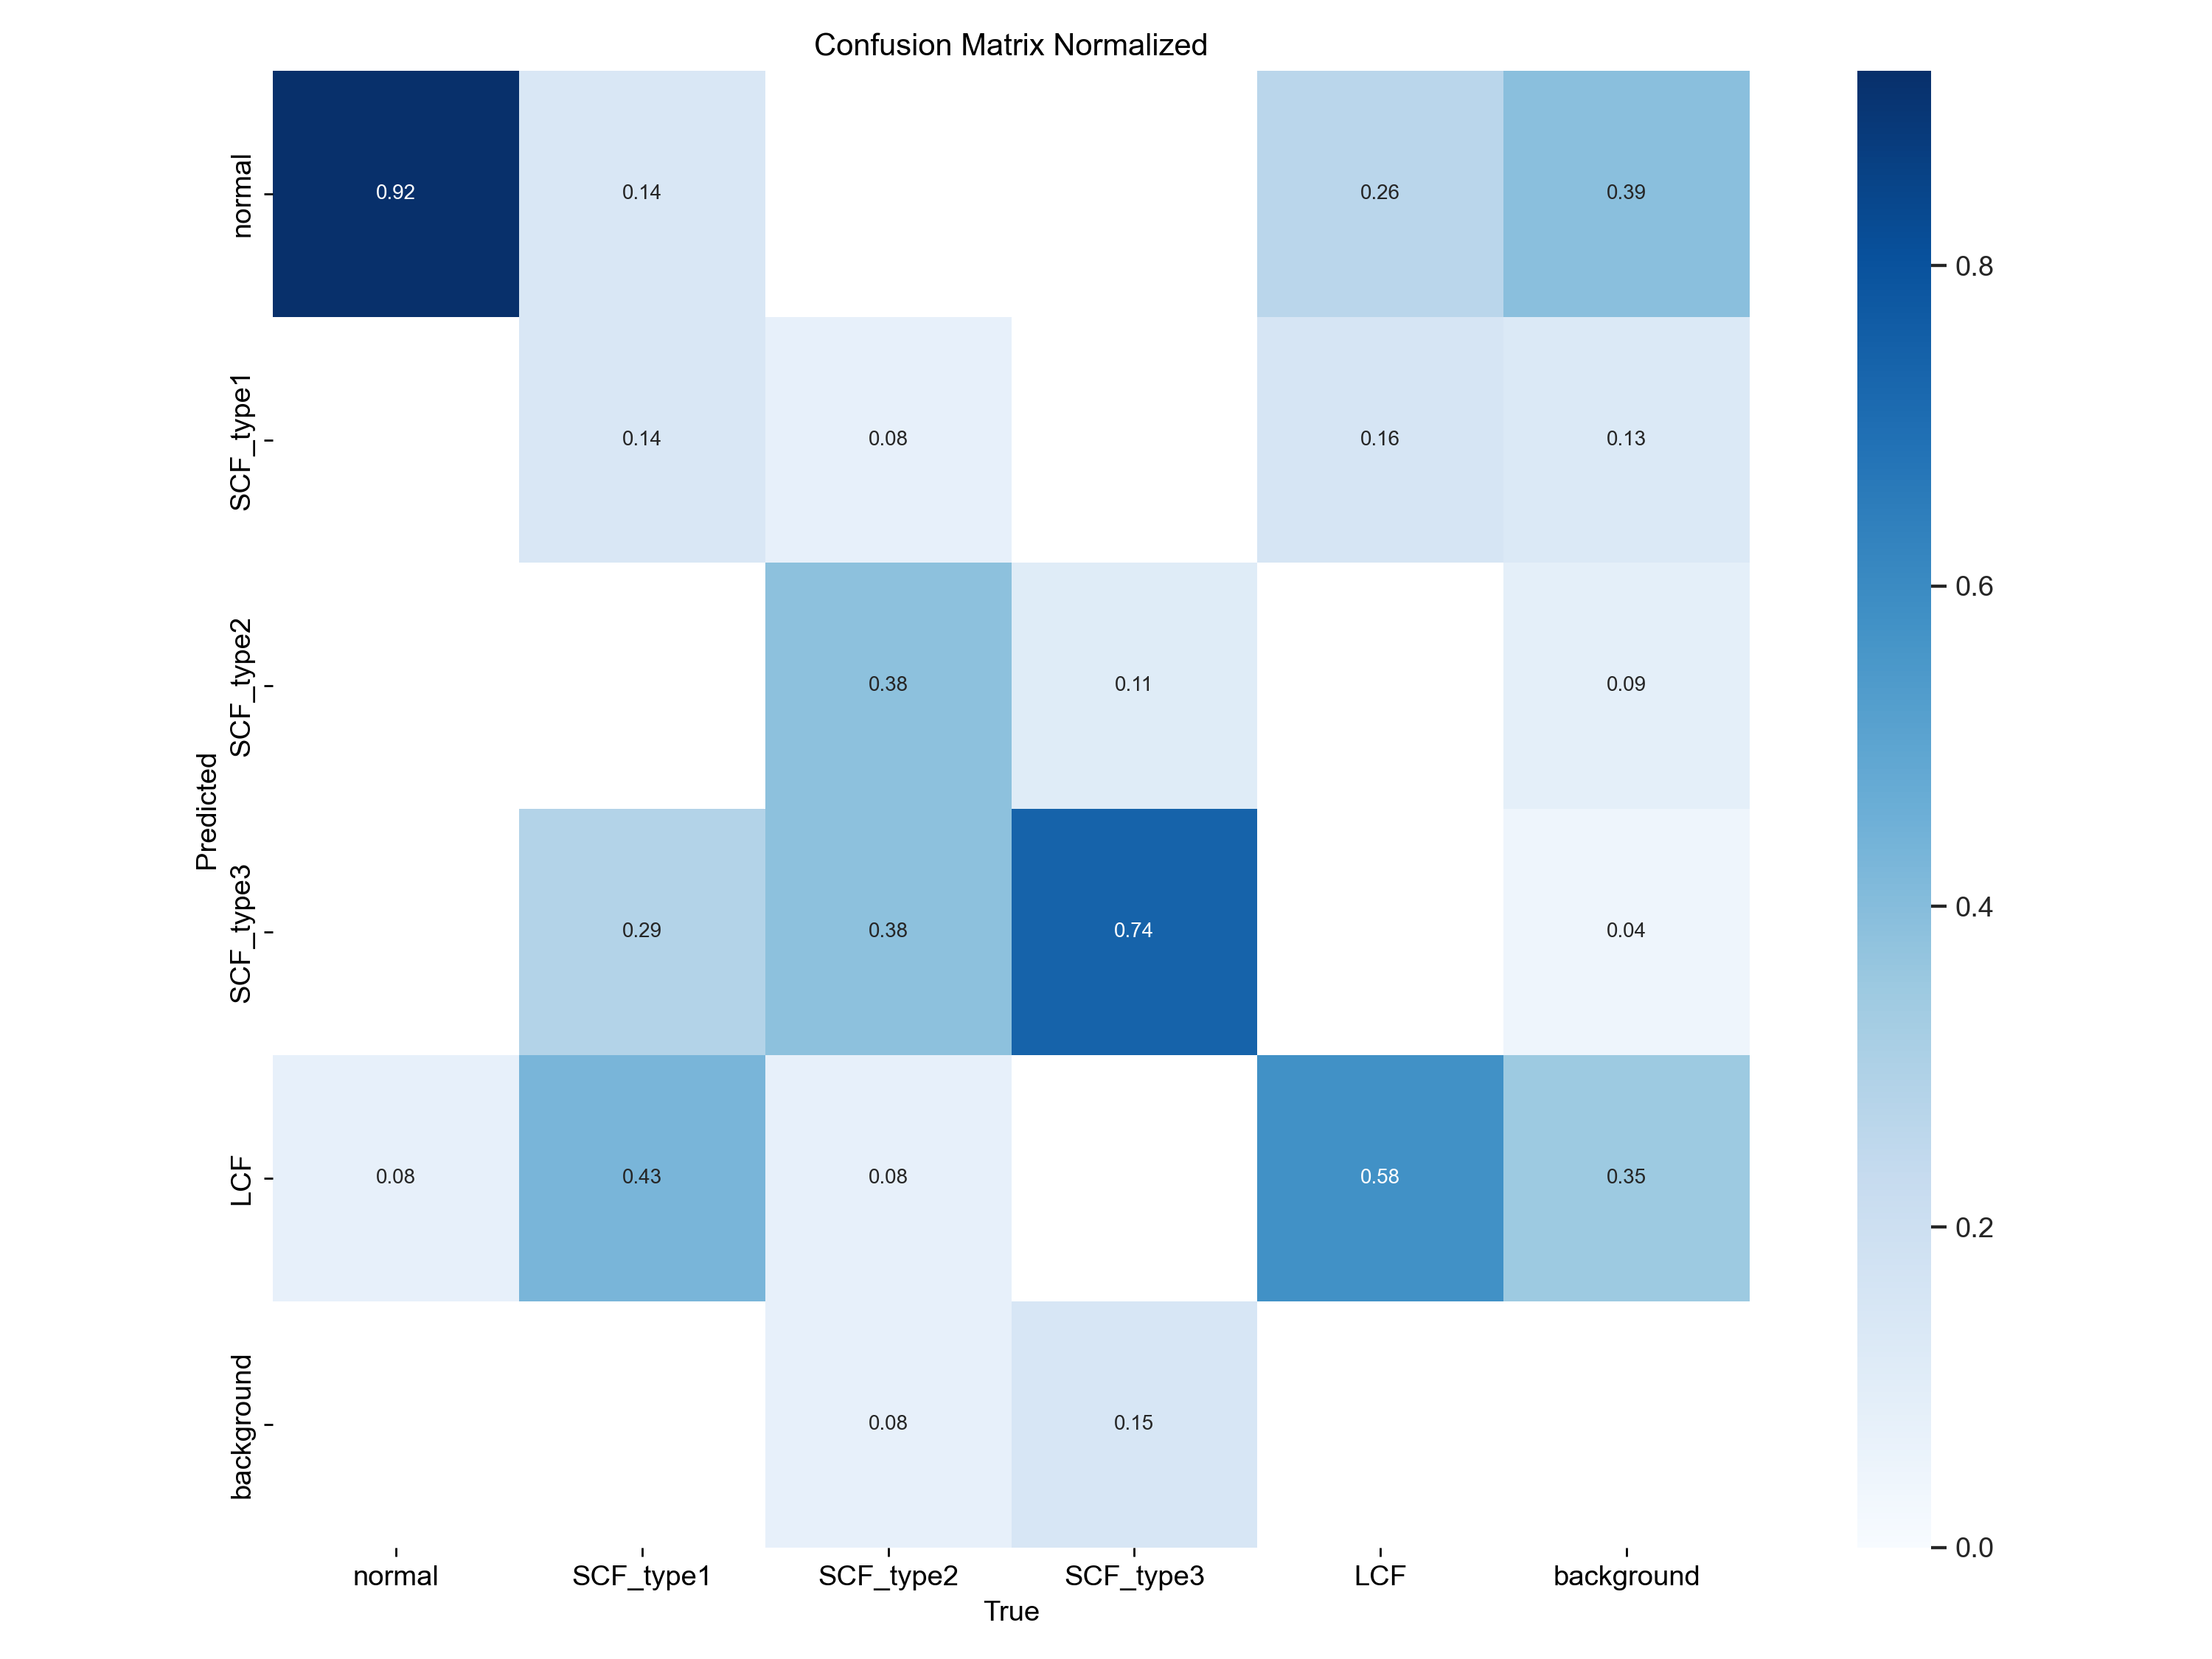 Confusion Matrix Normalized
normal
0.92
0.14
0.26
0.39
SCF_type1
0.14
0.08
0.16
0.13
SCF_type2
0.38
0.11
0.09
SCF_type3
0.29
0.38
0.74
0.04
LCF
0.08
0.43
0.08
0.58
0.35
background
0.08
0.15
Predicted
normal
SCF_type1
SCF_type2
SCF_type3
LCF
background
True
0.8
0.6
0.4
0.2
0.0